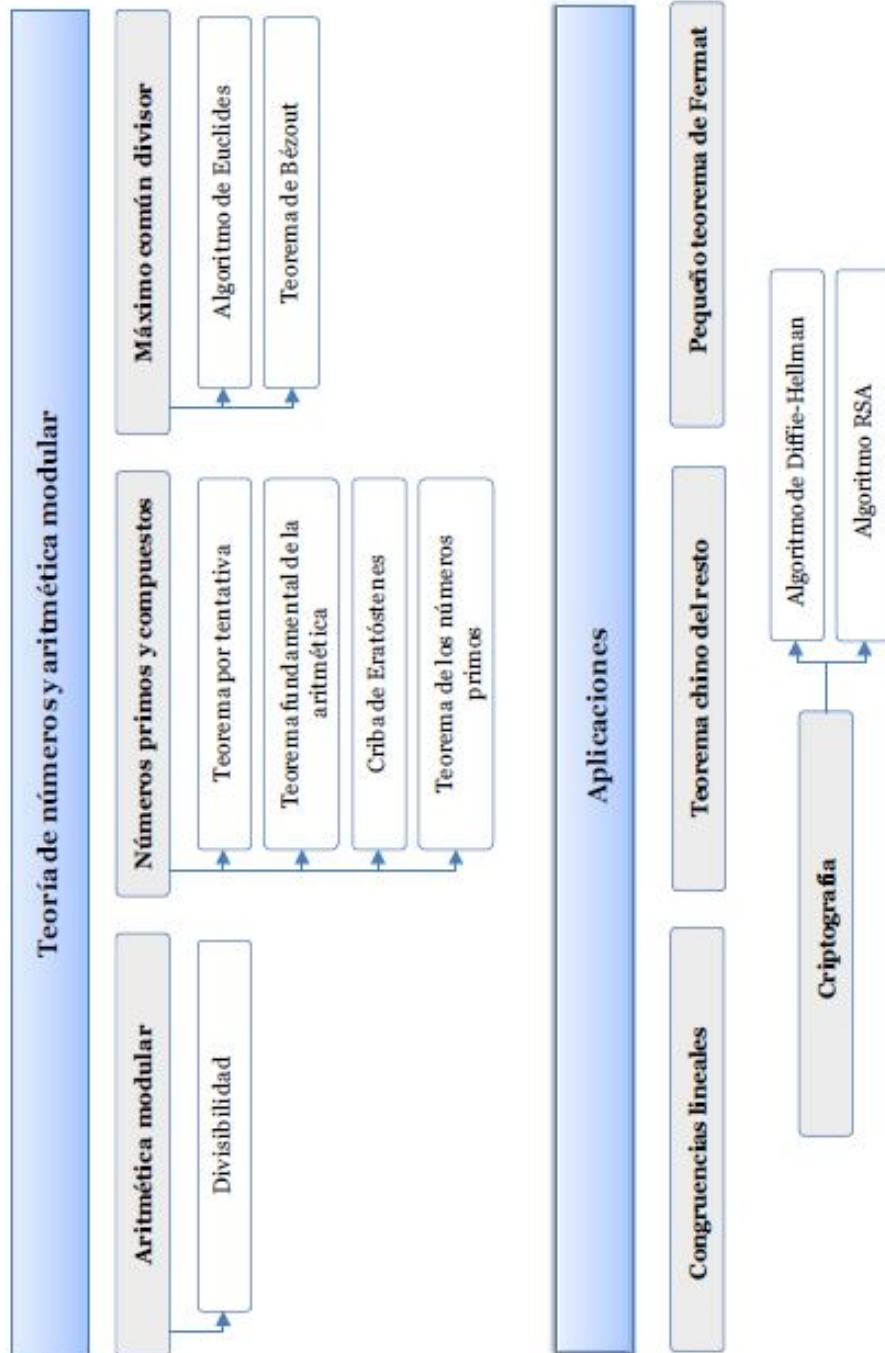 Teoría de números y aritmética modular
Aritmética modular
Divisibilidad
Números primos y compuestos
Teorema por tentativa
Teorema fundamental de la
aritmética
Criba de Eratóstenes
Teorema de los números
primos
Máximo común divisor
Algoritmo de Euclides
Teorema de Bézout
Aplicaciones
Congruencias lineales
Teorema chino del resto
Pequeño teorema de Fermat
Criptografía
Algoritmo de Diffie-Hellman
Algoritmo RSA